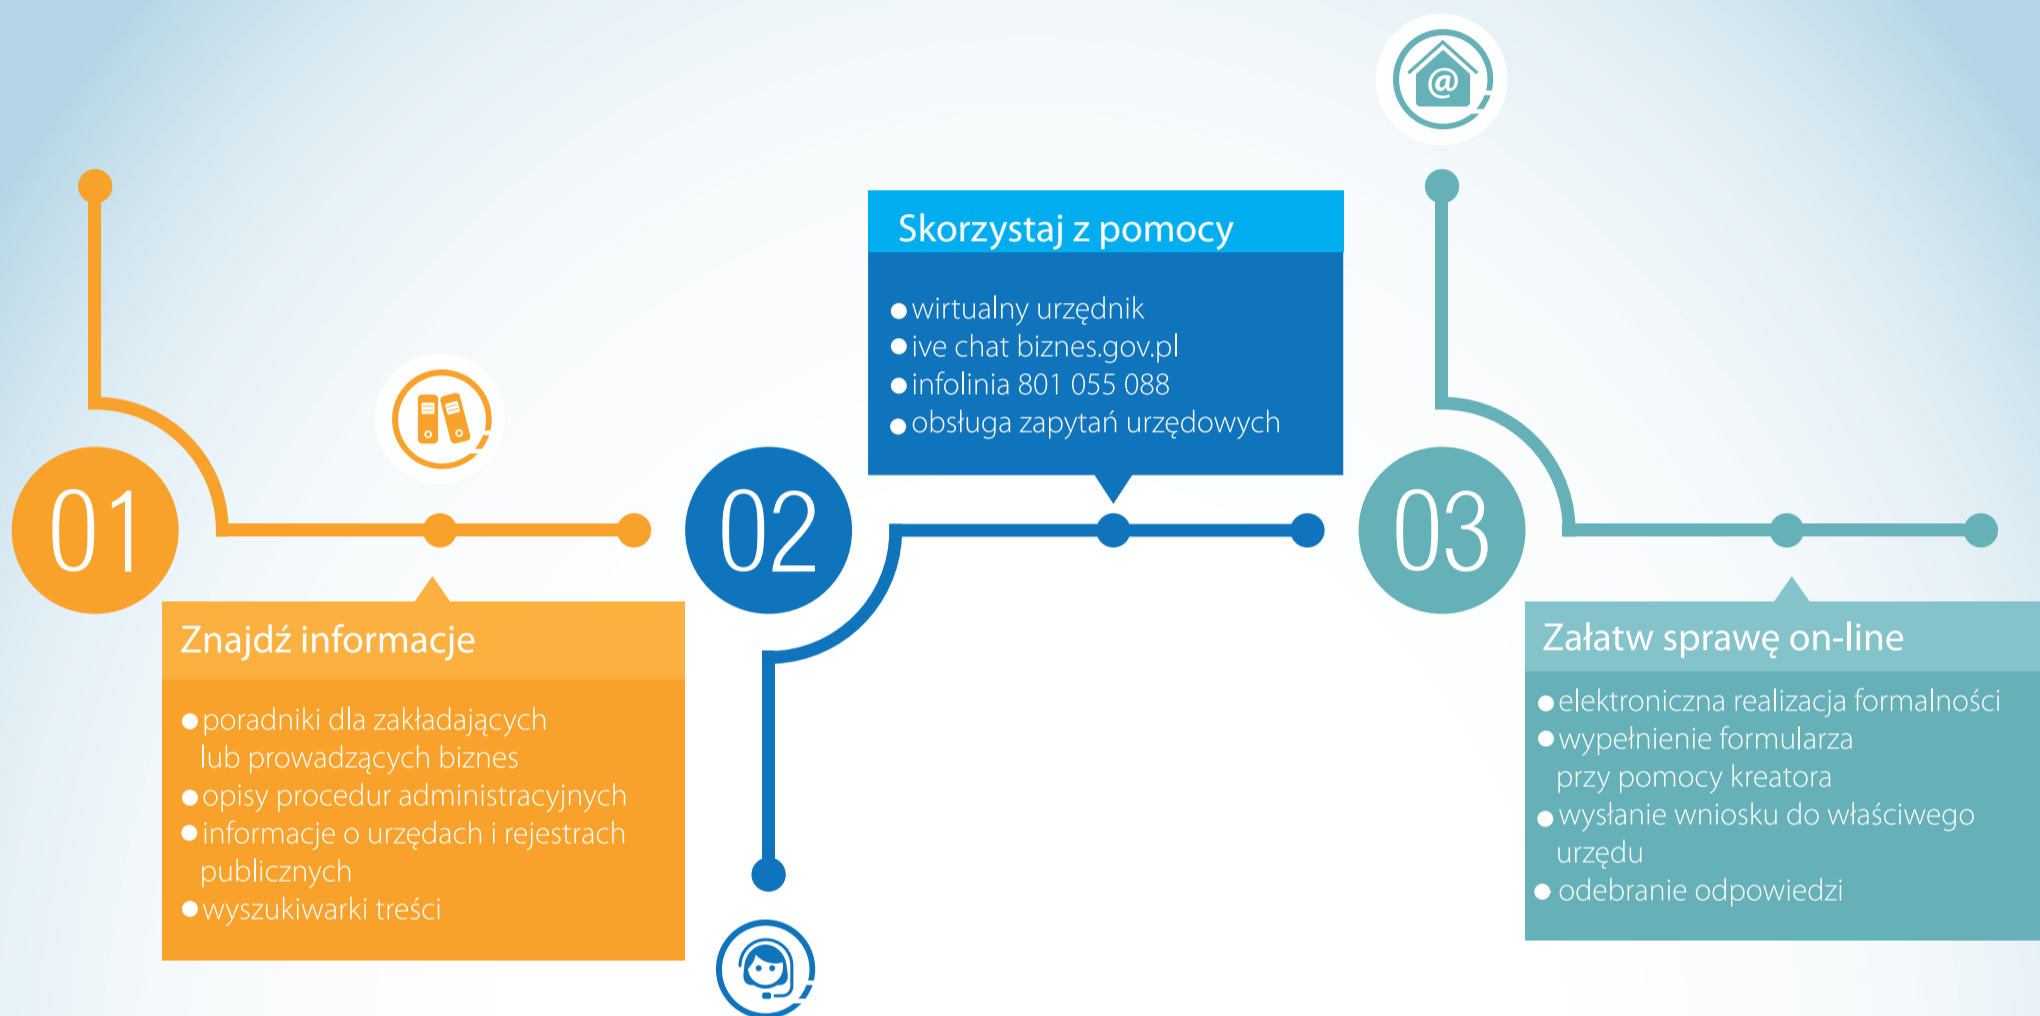 01
Znajdź informacje
poradniki dla zakładających
lub prowadzących biznes
opisy procedur administracyjnych
informacje o urzędach i rejestrach
publicznych
wyszukiwarki treści
02
Skorzystaj z pomocy
wirtualny urzędnik
ive chat biznes.gov.pl
infolinia 801 055 088
obsługa zapytań urzędowych
03
@
Załatw sprawę on-line
elektroniczna realizacja formalności
wypełnienie formularza
przy pomocy kreatora
wysłanie wniosku do właściwego
urzędu
odebranie odpowiedzi